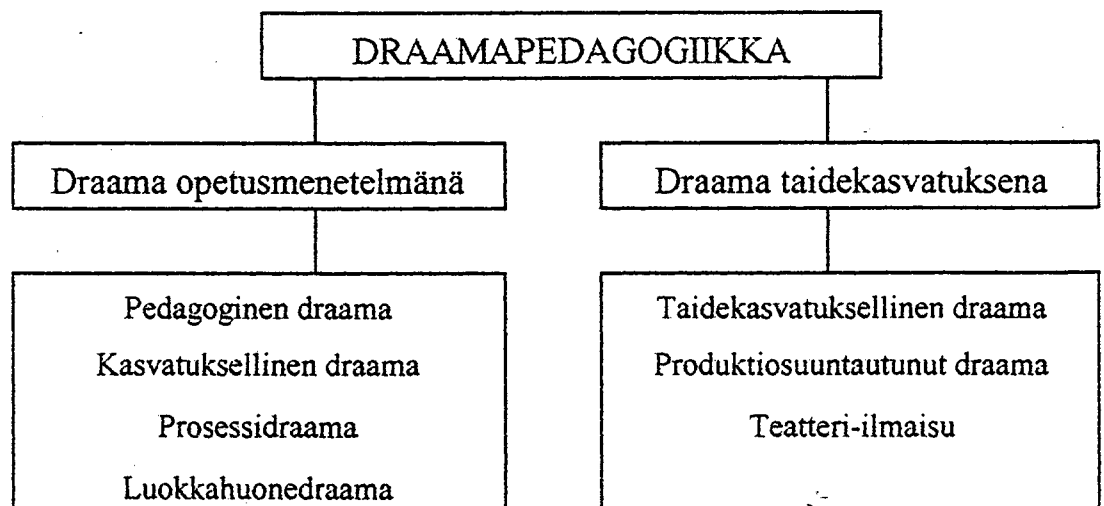 DRAAMAPEDAGOGIIKKA
Draama opetusmenetelmänä
Draama taidekasvatuksena
Pedagoginen draama
Kasvatuksellinen draama
Prosessidraama
Luokkahuonedraama
Taidekasvatuksellinen draama
Produktiosuuntautunut draama
Teatteri-ilmaisu